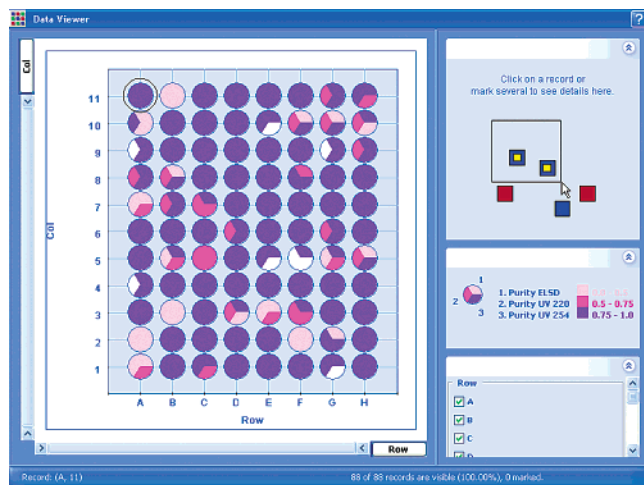 Data Viewer
?
Col
Col
11
10
9
8
7
6
5
4
3
2
1
A B C D E F G H
Row
Row
Click on a record or
mark several to see details here.
1
2
3
1. Purity ELSD
2. Purity UV 220 0.5 - 0.75
3. Purity UV 254 0.75 - 1.0
Row
A
B
C
D
Record: (A, 11)
88 of 88 records are visible (100.00%), 0 marked.